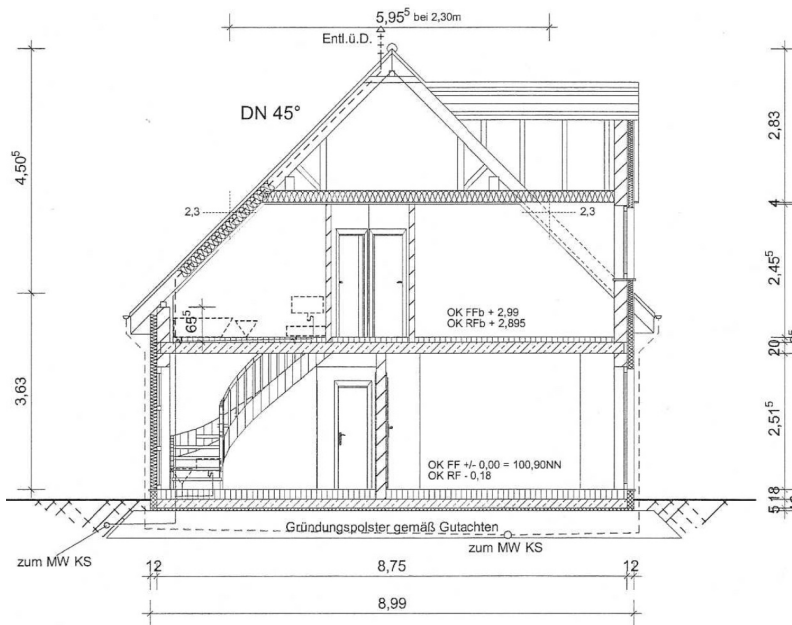 5,95⁵ bei 2,30m
Entl.ü.D.
DN 45°
4,50⁵
2,83
2,3
2,3
4
2,45⁵
OK FFb + 2,99
OK RFb + 2,895
65⁵
20
3,63
2,51⁵
OK FF +/- 0,00 = 100,90NN
OK RF - 0,18
18
5
Gründungspolster gemäß Gutachten
zum MW KS
zum MW KS
12
8,75
12
8,99